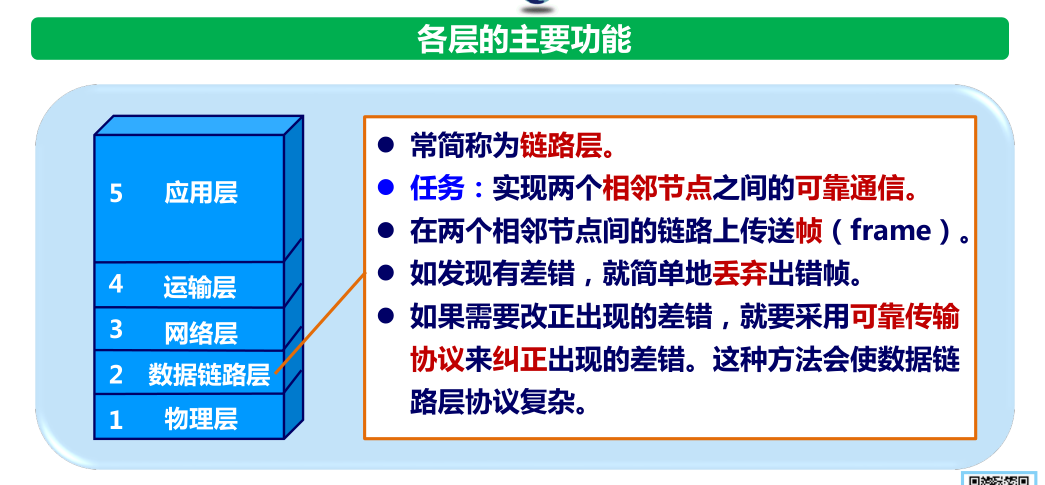 各层的主要功能
5 应用层
4 运输层
3 网络层
2 数据链路层
1 物理层
● 常简称为链路层。
● 任务：实现两个相邻节点之间的可靠通信。
● 在两个相邻节点间的链路上传送帧（frame）。
● 如发现有差错，就简单地丢弃出错帧。
● 如果需要改正出现的差错，就要采用可靠传输
协议来纠正出现的差错。这种方法会使数据链
路层协议复杂。